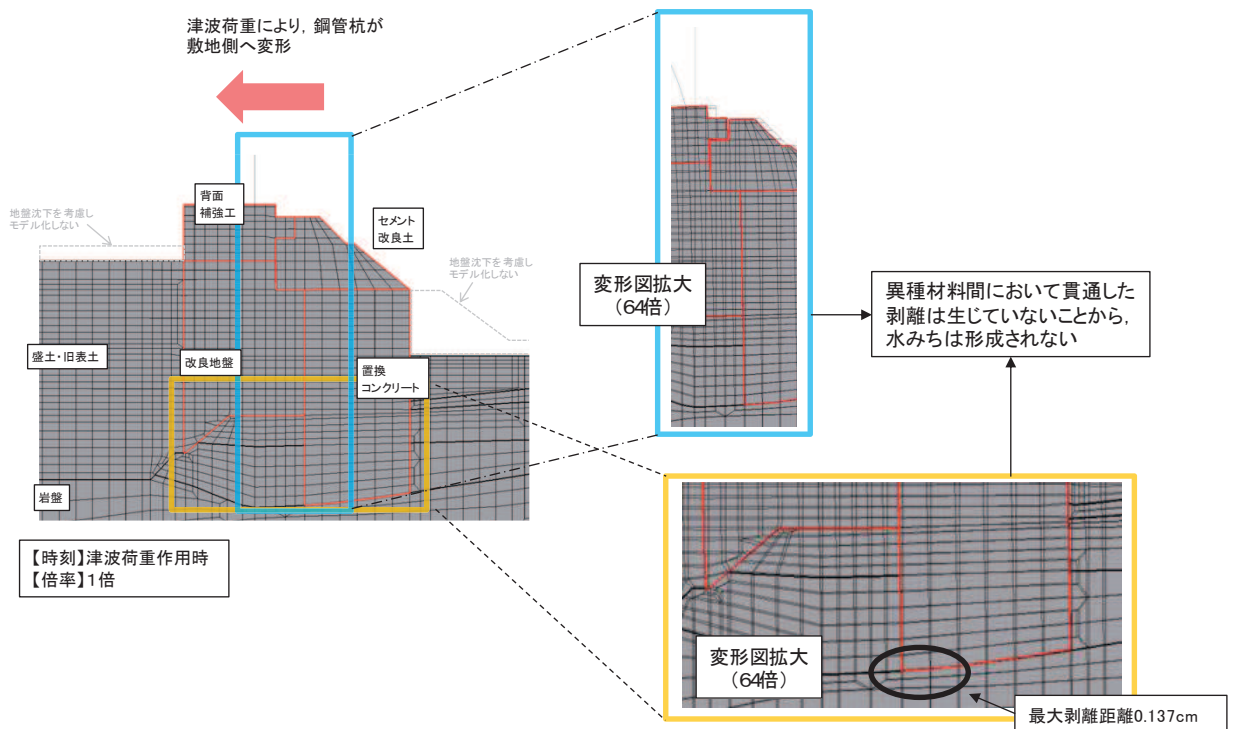 津波荷重により，鋼管杭が
敷地側へ変形
背面
補強工
地盤沈下を考慮し
モデル化しない
セメント
改良土
地盤沈下を考慮し
モデル化しない
盛土・旧表土
改良地盤
置換
コンクリート
岩盤
【時刻】津波荷重作用時
【倍率】1倍
変形図拡大
（64倍）
異種材料間において貫通した
剥離は生じていないことから，
水みちは形成されない
変形図拡大
（64倍）
最大剥離距離0.137cm